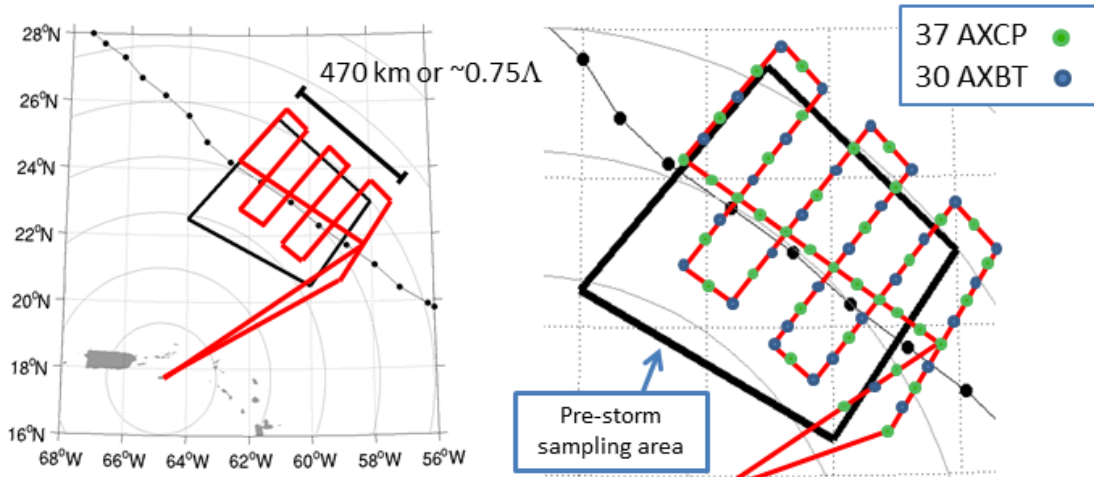 28°N
26°N
24°N
22°N
20°N
18°N
16°N
68°W 66°W 64°W 62°W 60°W 58°W 56°W
470 km or ~0.75Λ
37 AXCP
30 AXBT
Pre-storm
sampling area